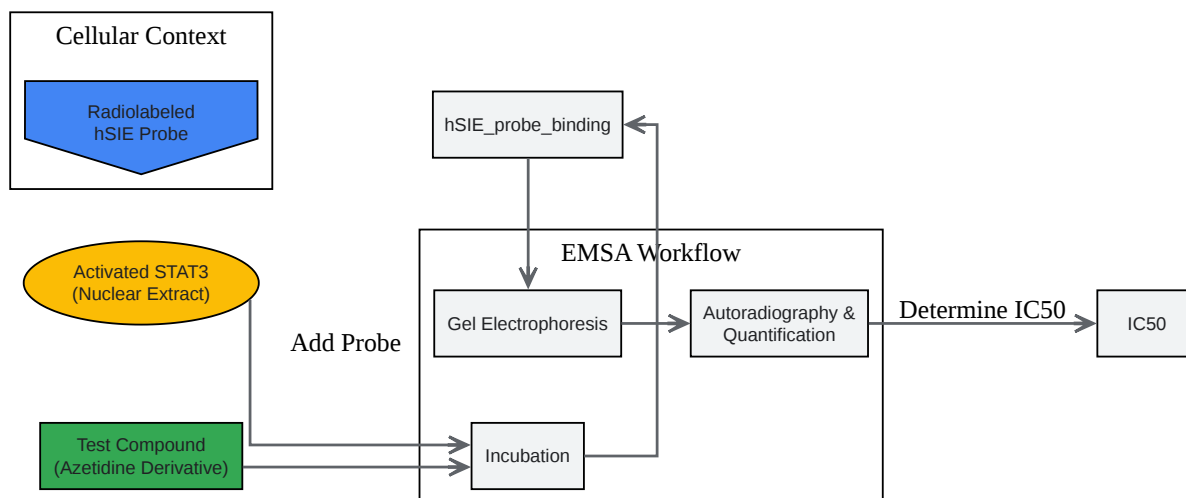 Cellular Context
Radiolabeled
hSIE Probe
hSIE_probe_binding
EMSA Workflow
Activated STAT3
(Nuclear Extract)
Gel Electrophoresis
Autoradiography &
Quantification
Determine IC50
IC50
Add Probe
Test Compound
(Azetidine Derivative)
Incubation